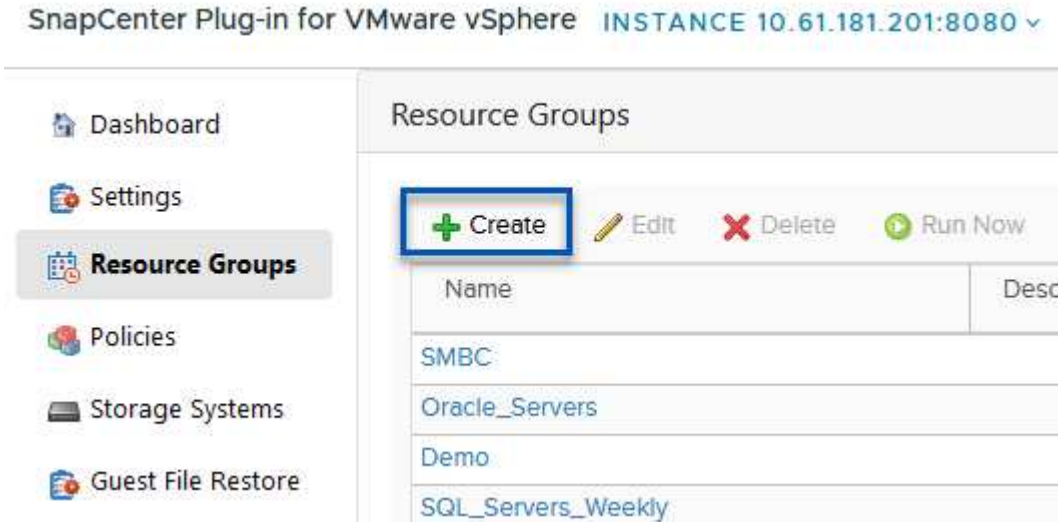 SnapCenter Plug-in for VMware vSphere INSTANCE 10.61.181.201:8080
Dashboard
Settings
Resource Groups
Policies
Storage Systems
Guest File Restore
Resource Groups
Create Edit Delete Run Now
Name Desc
SMBC
Oracle_Servers
Demo
SQL_Servers_Weekly